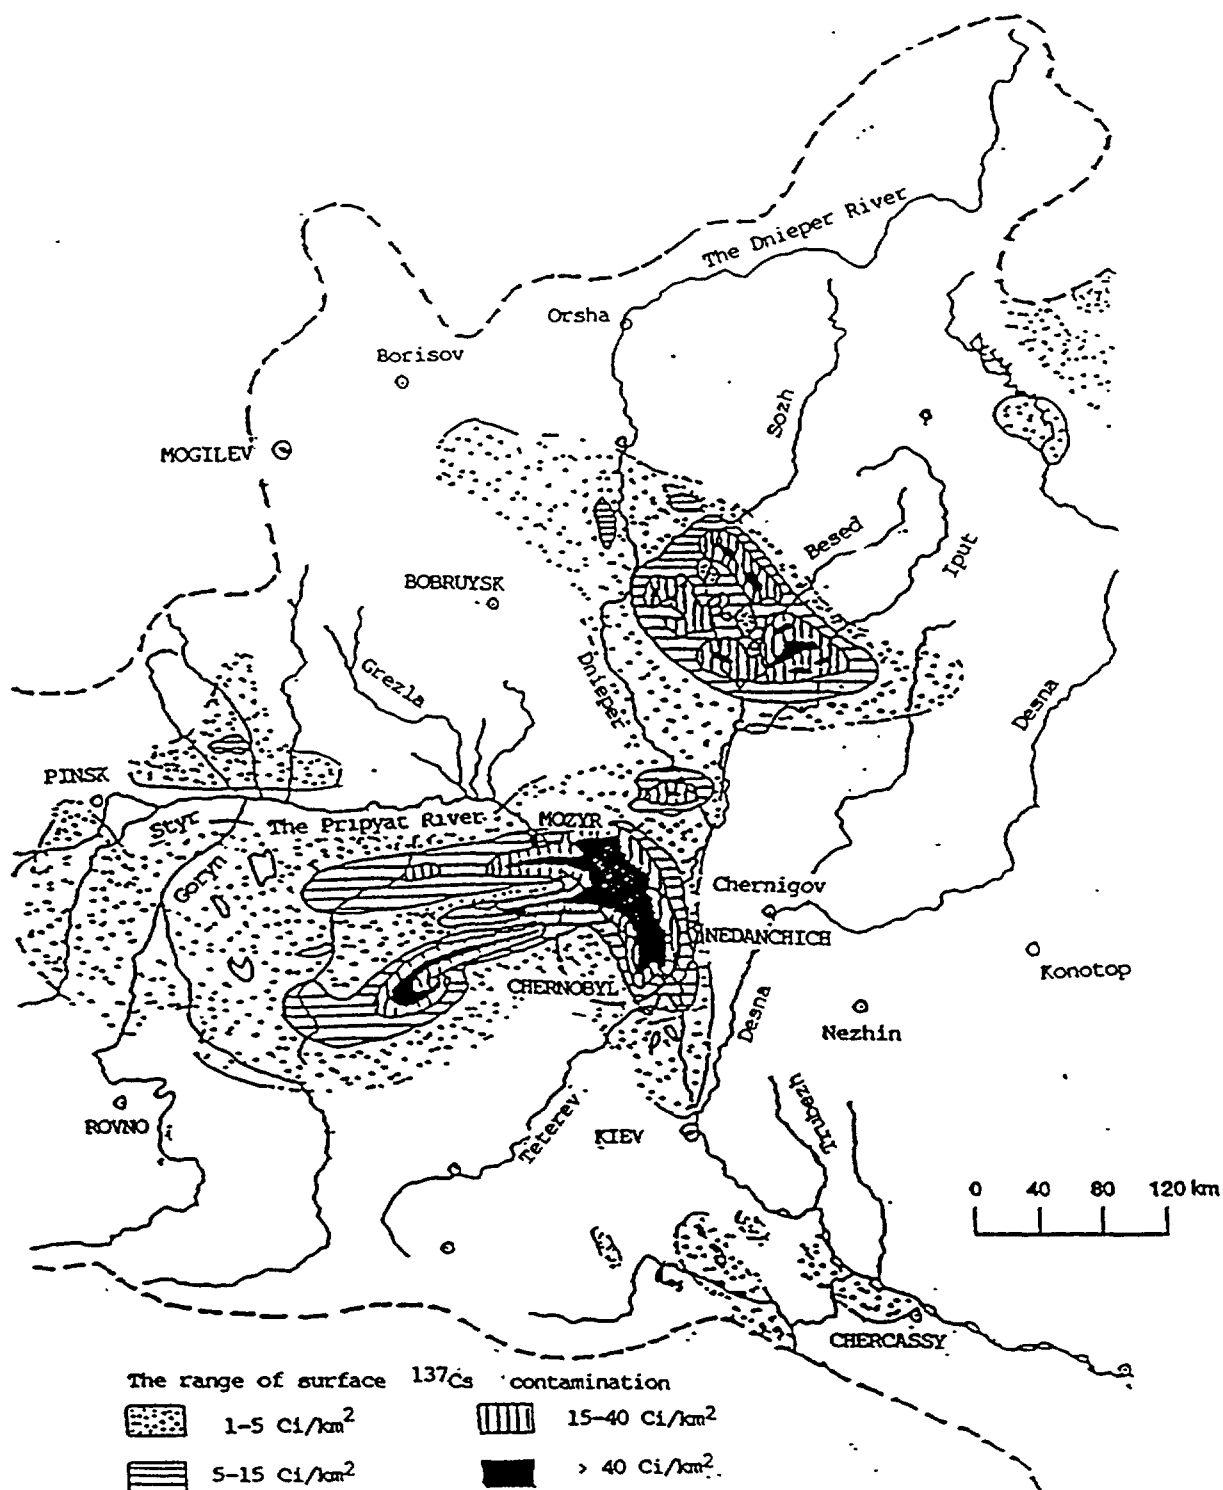 The Dnieper River
Orsha
Borisov
Sozh
MOGILEV
Besed
Iput
BOBRUYSK
Grezla
Dnieper
Desna
PINSK
Styr
The Pripyat River
MOZYR
Goryn
Chernigov
NEDANCHICH
Konotop
CHERNOBYL
Desna
Nezhin
ROVNO
Teterev
KIEV
Trubezh
0 40 80 120 km
CHERCASSY
The range of surface ¹³⁷Cs contamination
1-5 Ci/km²
15-40 Ci/km²
5-15 Ci/km²
> 40 Ci/km²